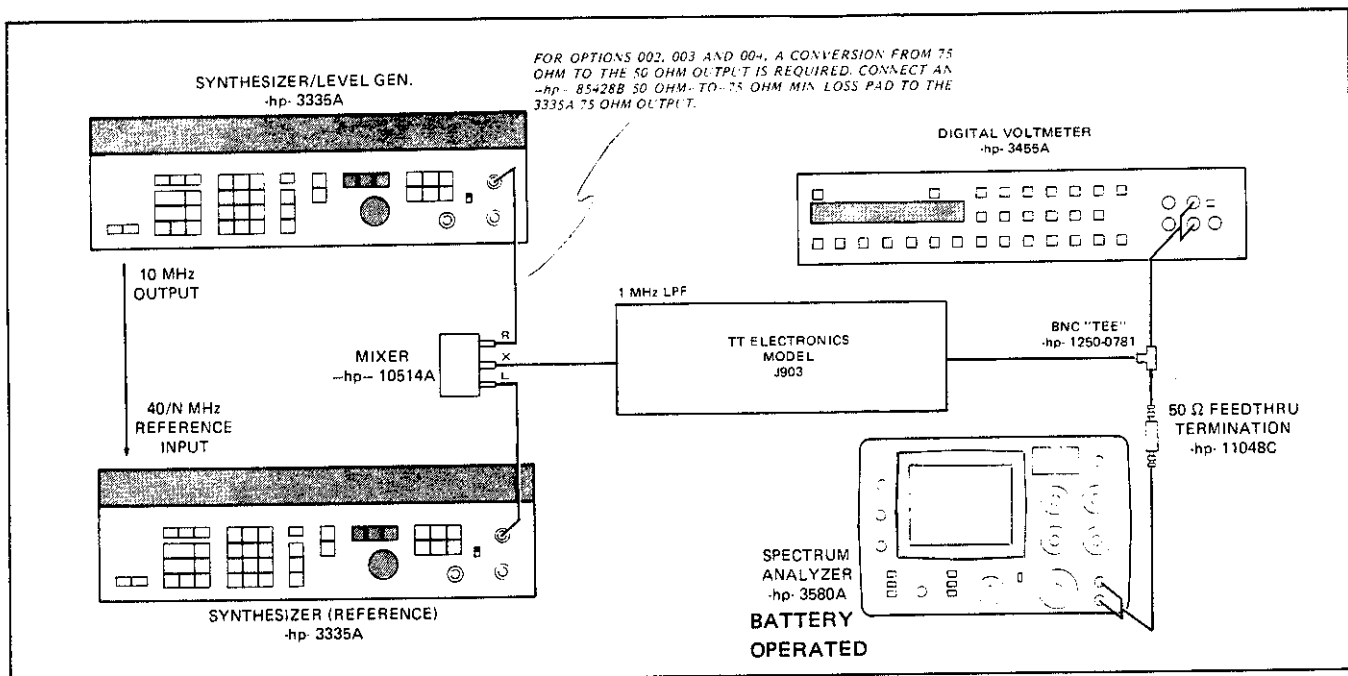 FOR OPTIONS 002, 003 AND 004, A CONVERSION FROM 75
OHM TO THE 50 OHM OUTPUT IS REQUIRED. CONNECT AN
-hp- 85428B 50 OHM-TO-75 OHM MIN LOSS PAD TO THE
3335A 75 OHM OUTPUT.
SYNTHESIZER/LEVEL GEN.
-hp- 3335A
DIGITAL VOLTMETER
-hp- 3455A
10 MHz
OUTPUT
1 MHz LPF
R
X
L
MIXER
-hp- 10514A
TT ELECTRONICS
MODEL
J903
BNC "TEE"
-hp- 1250-0781
40/N MHz
REFERENCE
INPUT
50 Ω FEEDTHRU
TERMINATION
-hp- 11048C
SPECTRUM
ANALYZER
-hp- 3580A
BATTERY
OPERATED
SYNTHESIZER (REFERENCE)
-hp- 3335A